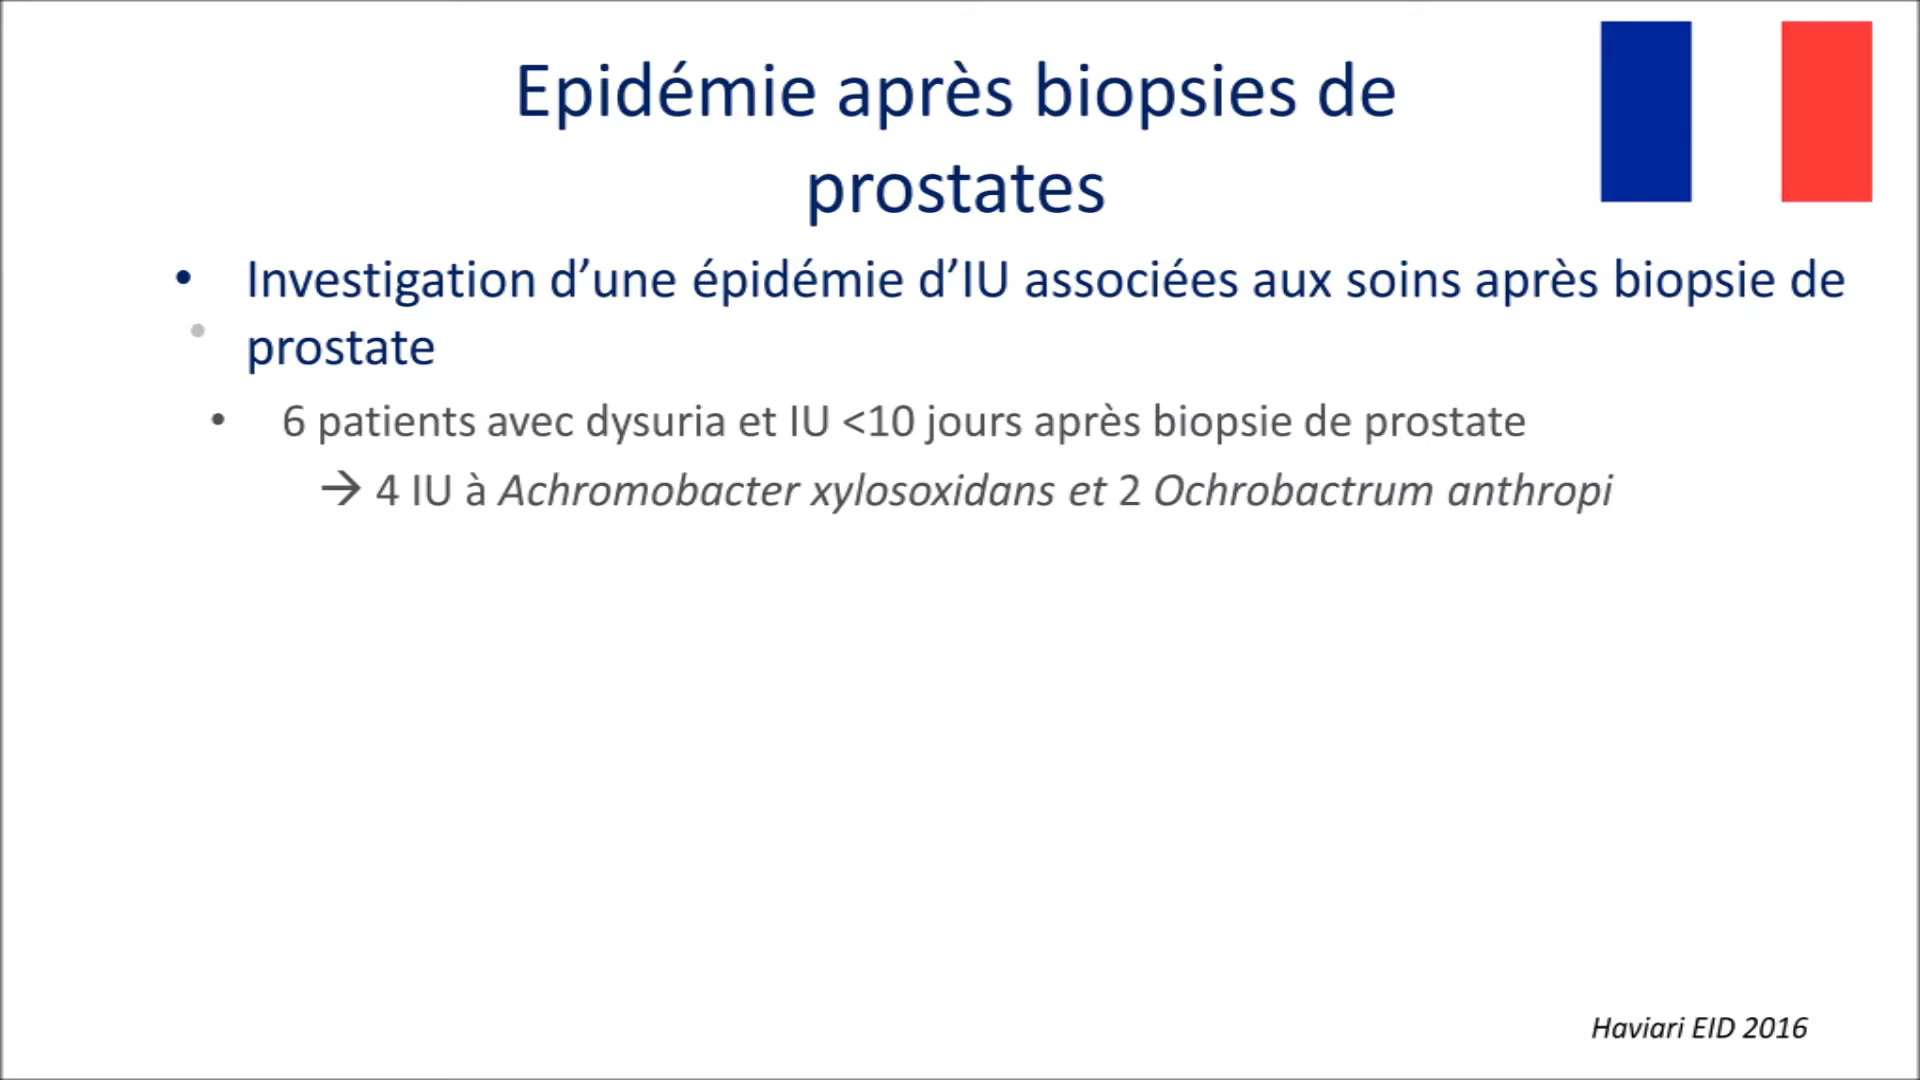 Epidémie après biopsies de
prostates
• Investigation d’une épidémie d’IU associées aux soins après biopsie de
prostate
• 6 patients avec dysuria et IU <10 jours après biopsie de prostate
→ 4 IU à Achromobacter xylosoxidans et 2 Ochrobactrum anthropi
Haviari EID 2016